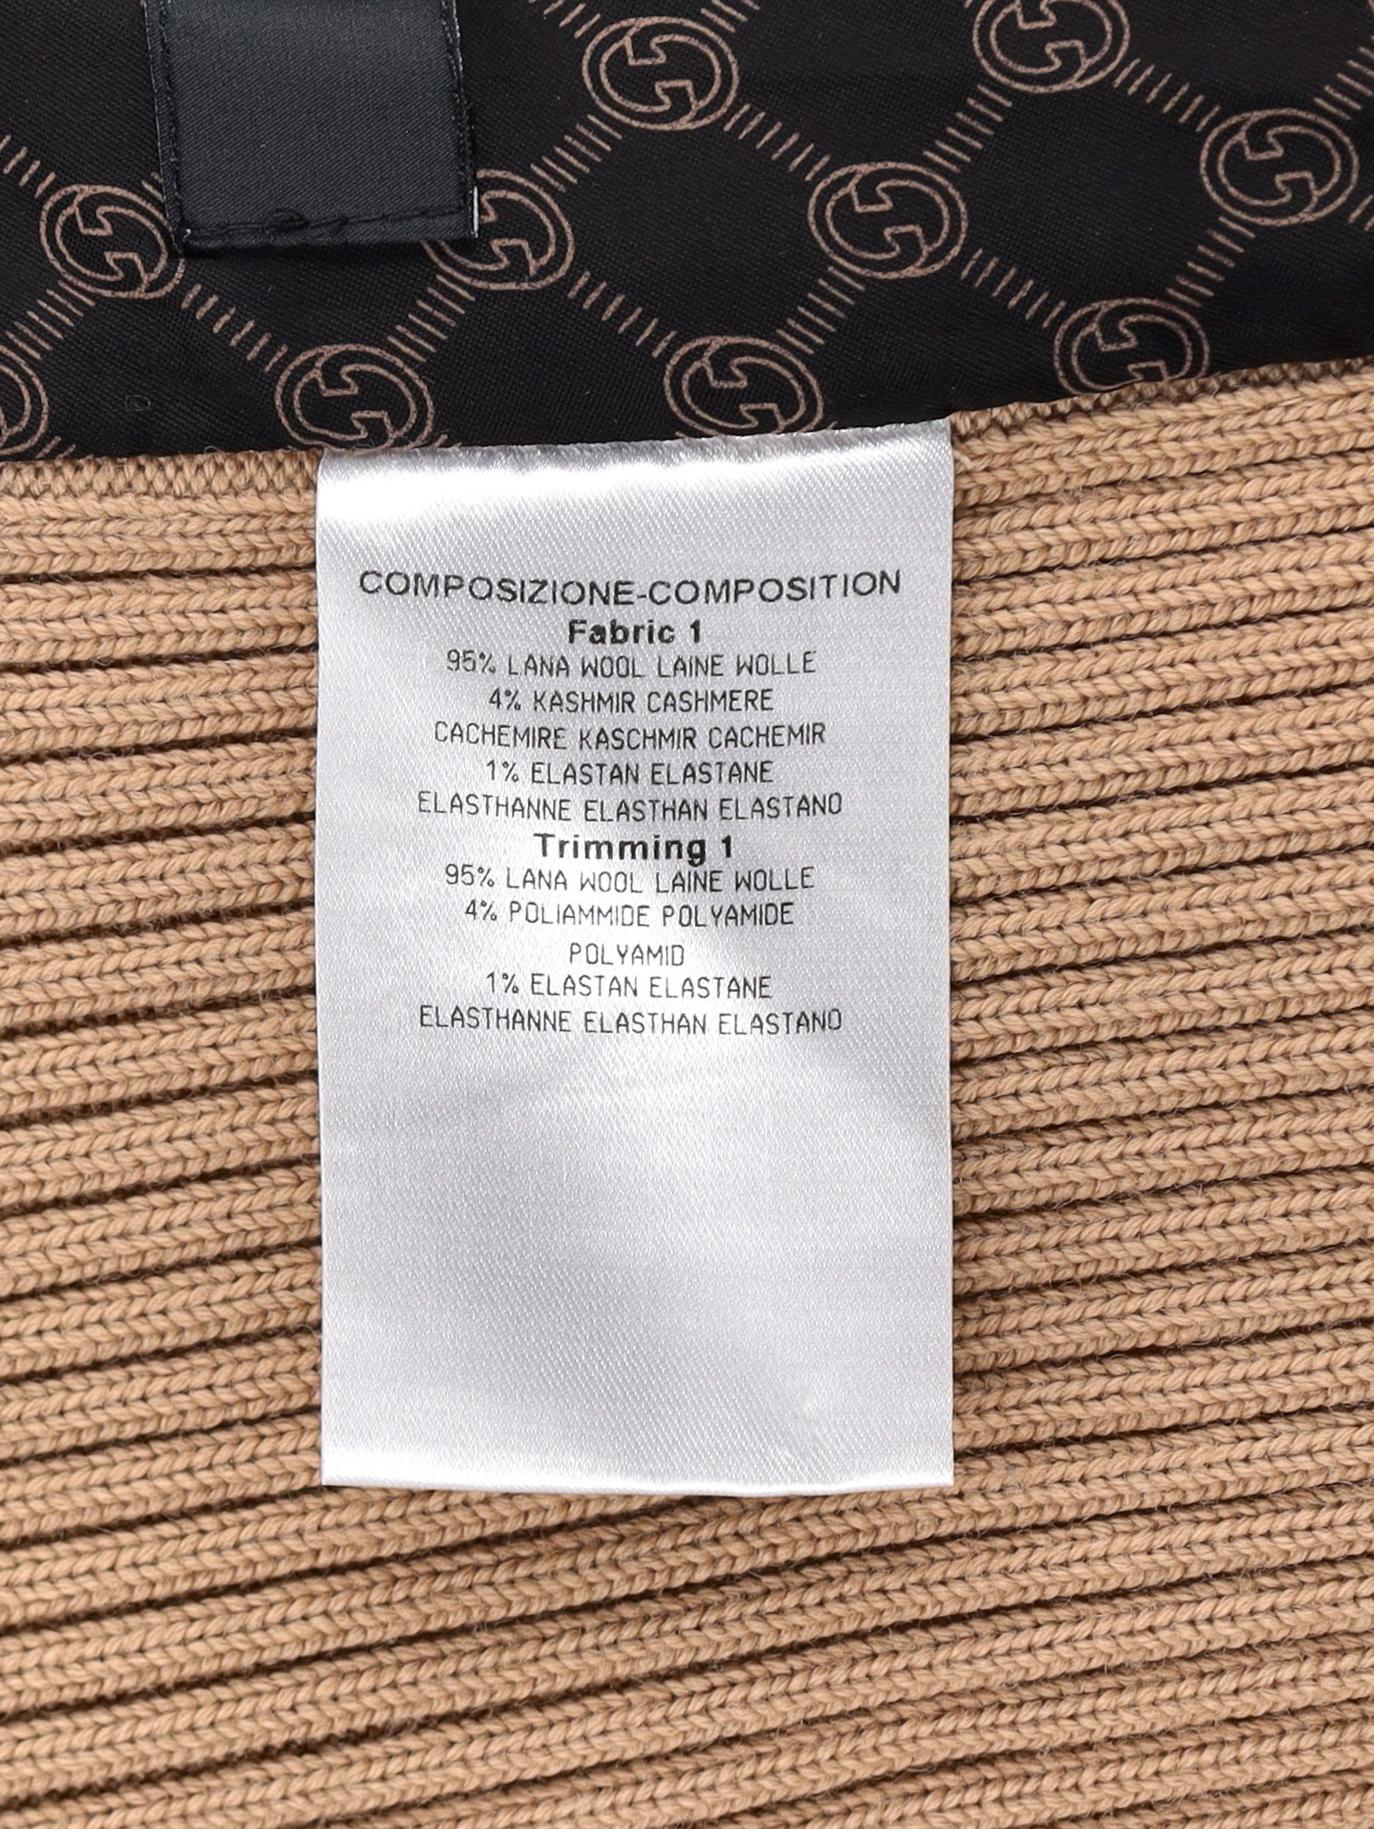 COMPOSIZIONE-COMPOSITION
Fabric 1
95% LANA WOOL LAINE WOLLE
4% KASHMIR CASHMERE
CACHEMIRE KASCHMIR CACHEMIR
1% ELASTAN ELASTANE
ELASTHANNE ELASTHAN ELASTANO
Trimming 1
95% LANA WOOL LAINE WOLLE
4% POLIAMMIDE POLYAMIDE
POLYAMID
1% ELASTAN ELASTANE
ELASTHANNE ELASTHAN ELASTANO